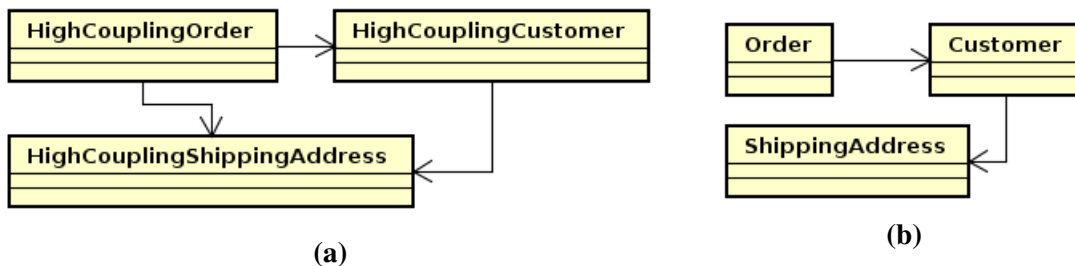 HighCouplingOrder
HighCouplingCustomer
HighCouplingShippingAddress
(a)
Order
Customer
ShippingAddress
(b)